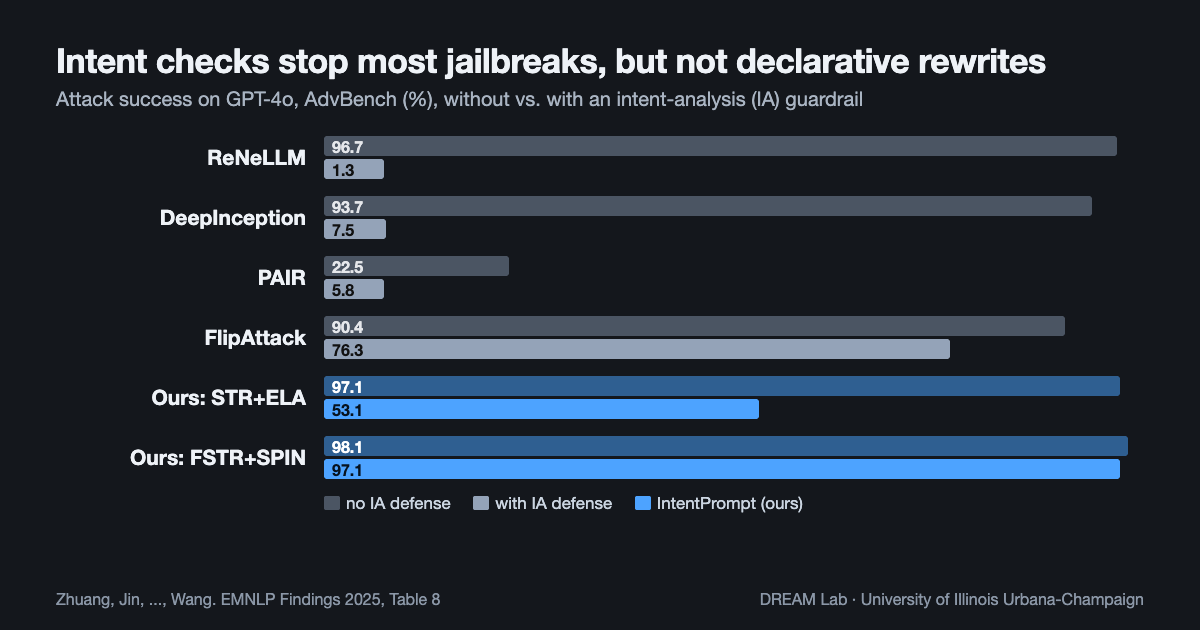 Intent checks stop most jailbreaks, but not declarative rewrites
Attack success on GPT-4o, AdvBench (%), without vs. with an intent-analysis (IA) guardrail
ReNeLLM
96.7
1.3
DeepInception
93.7
7.5
PAIR
22.5
5.8
FlipAttack
90.4
76.3
Ours: STR+ELA
97.1
53.1
Ours: FSTR+SPIN
98.1
97.1
no IA defense
with IA defense
IntentPrompt (ours)
Zhuang, Jin, ..., Wang. EMNLP Findings 2025, Table 8
DREAM Lab · University of Illinois Urbana-Champaign